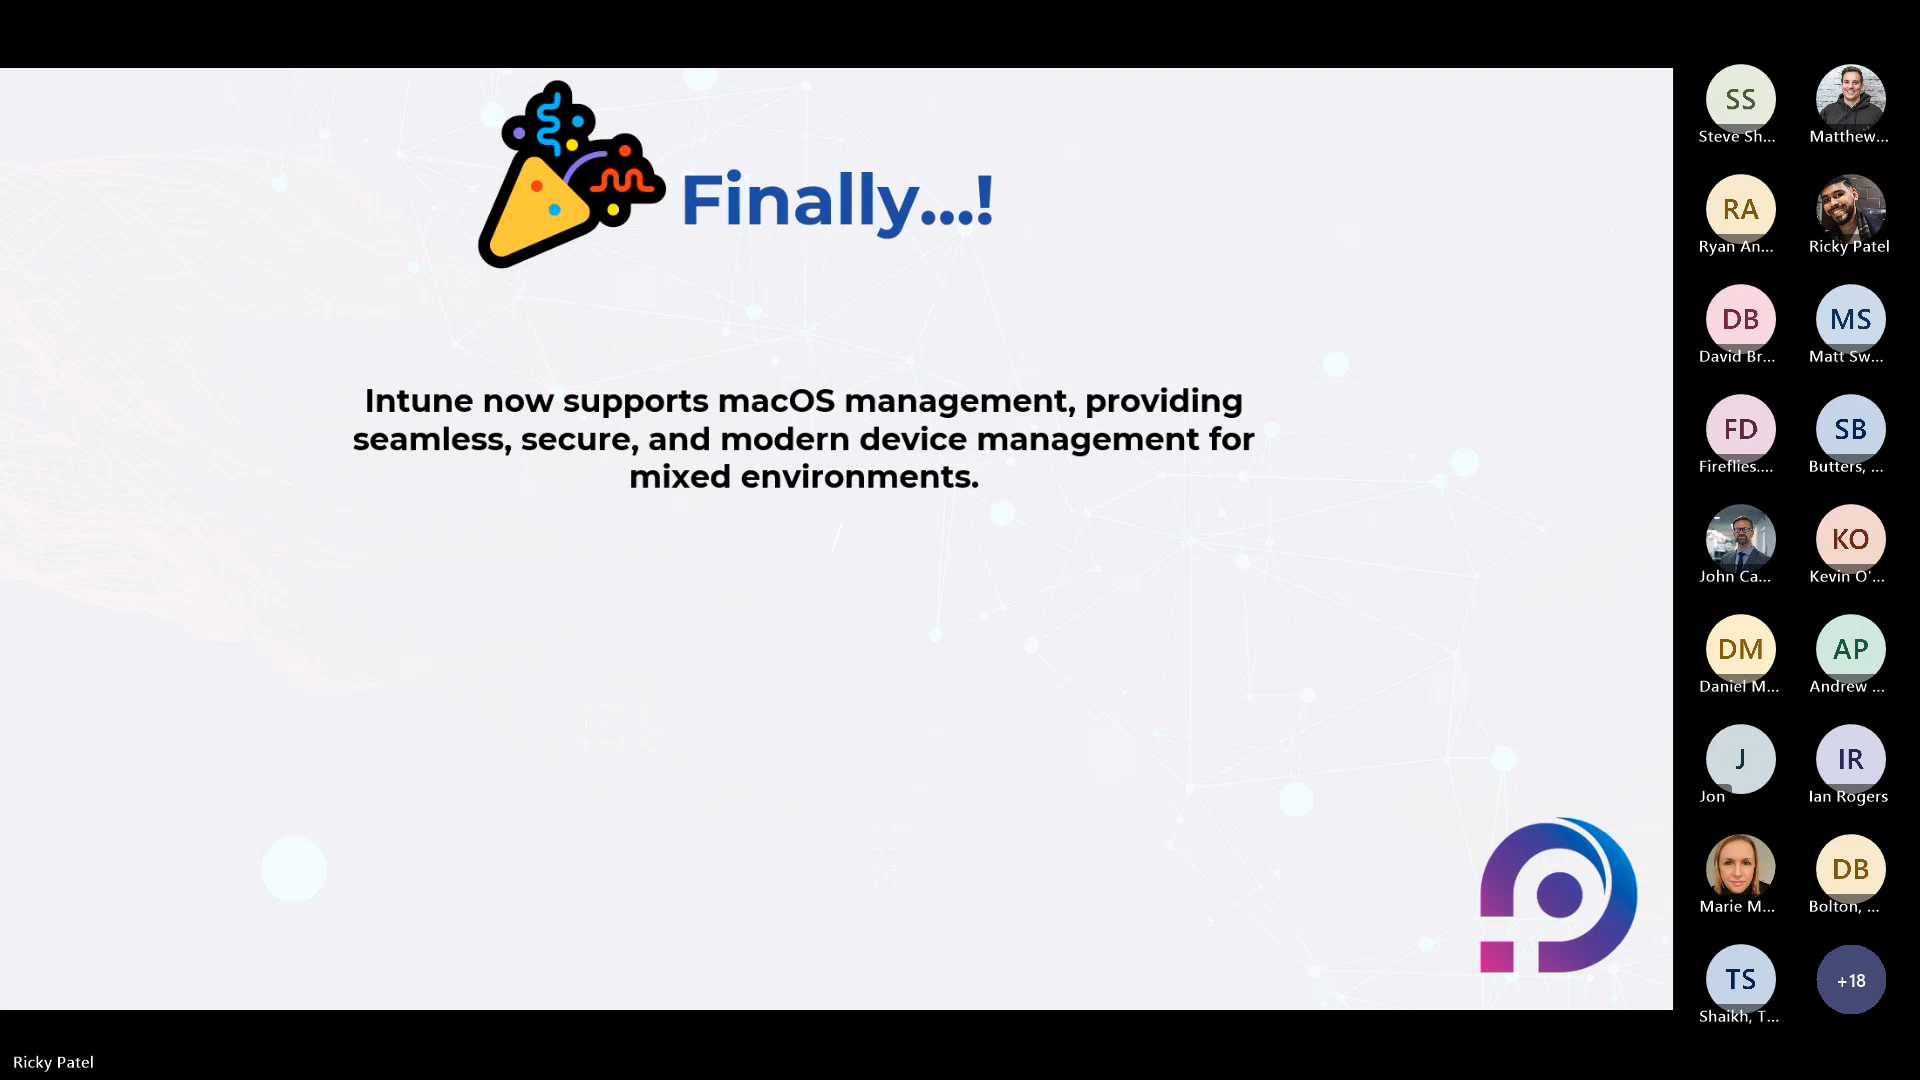 Finally...!
Intune now supports macOS management, providing
seamless, secure, and modern device management for
mixed environments.
SS
Steve Sh...
Matthew...
RA
Ryan An...
Ricky Patel
DB
David Br...
MS
Matt Sw...
FD
Fireflies....
SB
Butters, ...
John Ca...
KO
Kevin O'...
DM
Daniel M...
AP
Andrew ...
J
Jon
IR
Ian Rogers
Marie M...
DB
Bolton, ...
TS
Shaikh, T...
+18
Ricky Patel